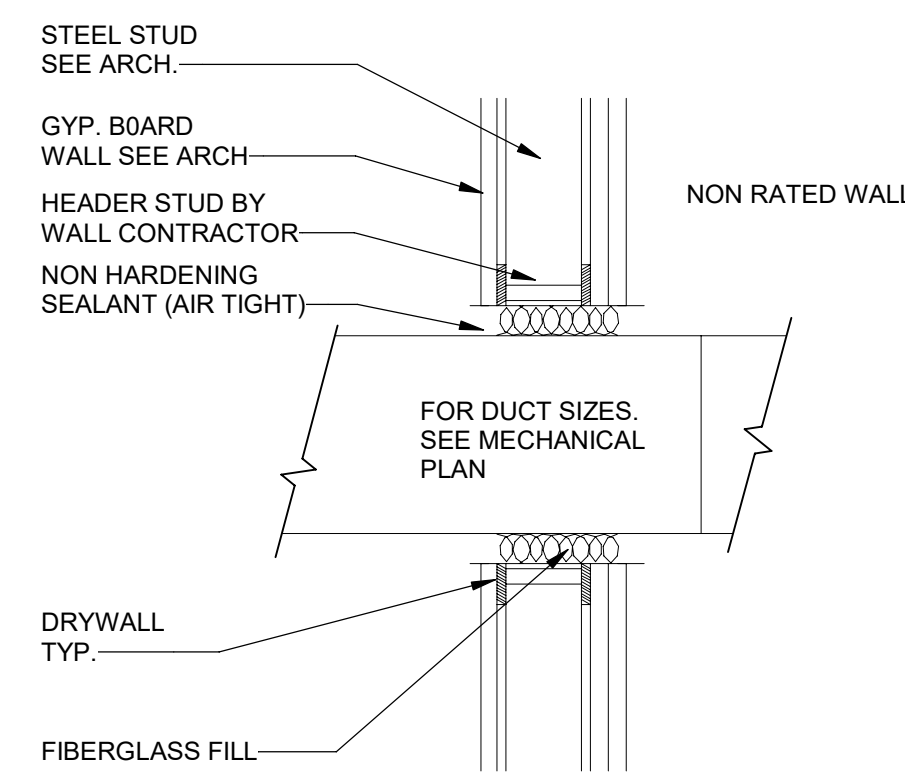 STEEL STUD
SEE ARCH.
GYP. B0ARD
WALL SEE ARCH
NON RATED WALL
HEADER STUD BY
WALL CONTRACTOR
NON HARDENING
SEALANT (AIR TIGHT)
FOR DUCT SIZES.
SEE MECHANICAL
PLAN
DRYWALL
TYP.
FIBERGLASS FILL